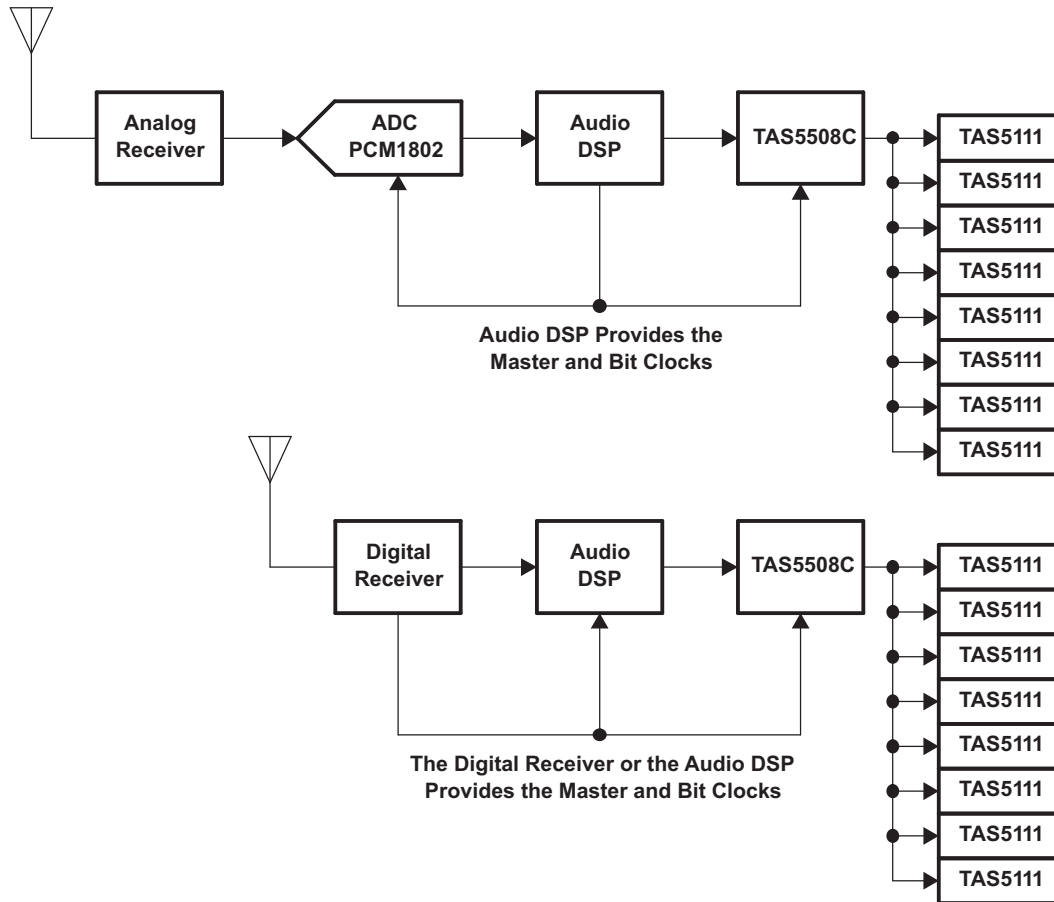 Analog
Receiver
ADC
PCM1802
Audio
DSP
TAS5508C
TAS5111
TAS5111
TAS5111
TAS5111
TAS5111
TAS5111
TAS5111
TAS5111
Audio DSP Provides the
Master and Bit Clocks
Digital
Receiver
Audio
DSP
TAS5508C
TAS5111
TAS5111
TAS5111
TAS5111
TAS5111
TAS5111
TAS5111
TAS5111
The Digital Receiver or the Audio DSP
Provides the Master and Bit Clocks